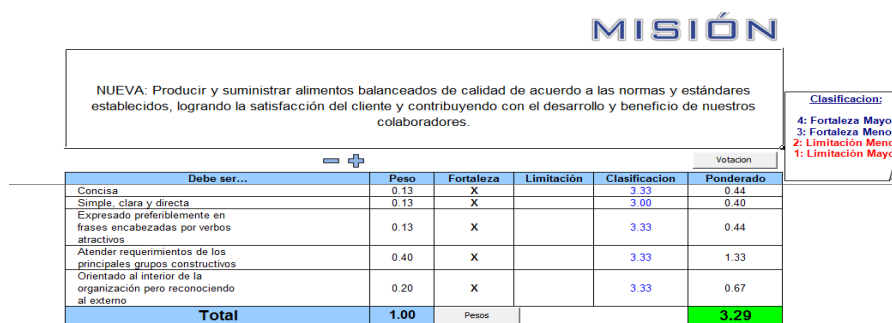 MISIÓN
NUEVA: Producir y suministrar alimentos balanceados de calidad de acuerdo a las normas y estándares
establecidos, logrando la satisfacción del cliente y contribuyendo con el desarrollo y beneficio de nuestros
colaboradores.
Clasificacion:
4: Fortaleza Mayo
3: Fortaleza Meno
2: Limitación Meno
1: Limitación Mayo
Votacion
Debe ser... Peso Fortaleza Limitación Clasificacion Ponderado
Concisa 0.13 X 3.33 0.44
Simple, clara y directa 0.13 X 3.00 0.40
Expresado preferiblemente en
frases encabezadas por verbos 0.13 X 3.33 0.44
atractivos
Atender requerimientos de los
principales grupos constructivos 0.40 X 3.33 1.33
Orientado al interior de la
organización pero reconociendo 0.20 X 3.33 0.67
al externo
Total 1.00 Pesos 3.29